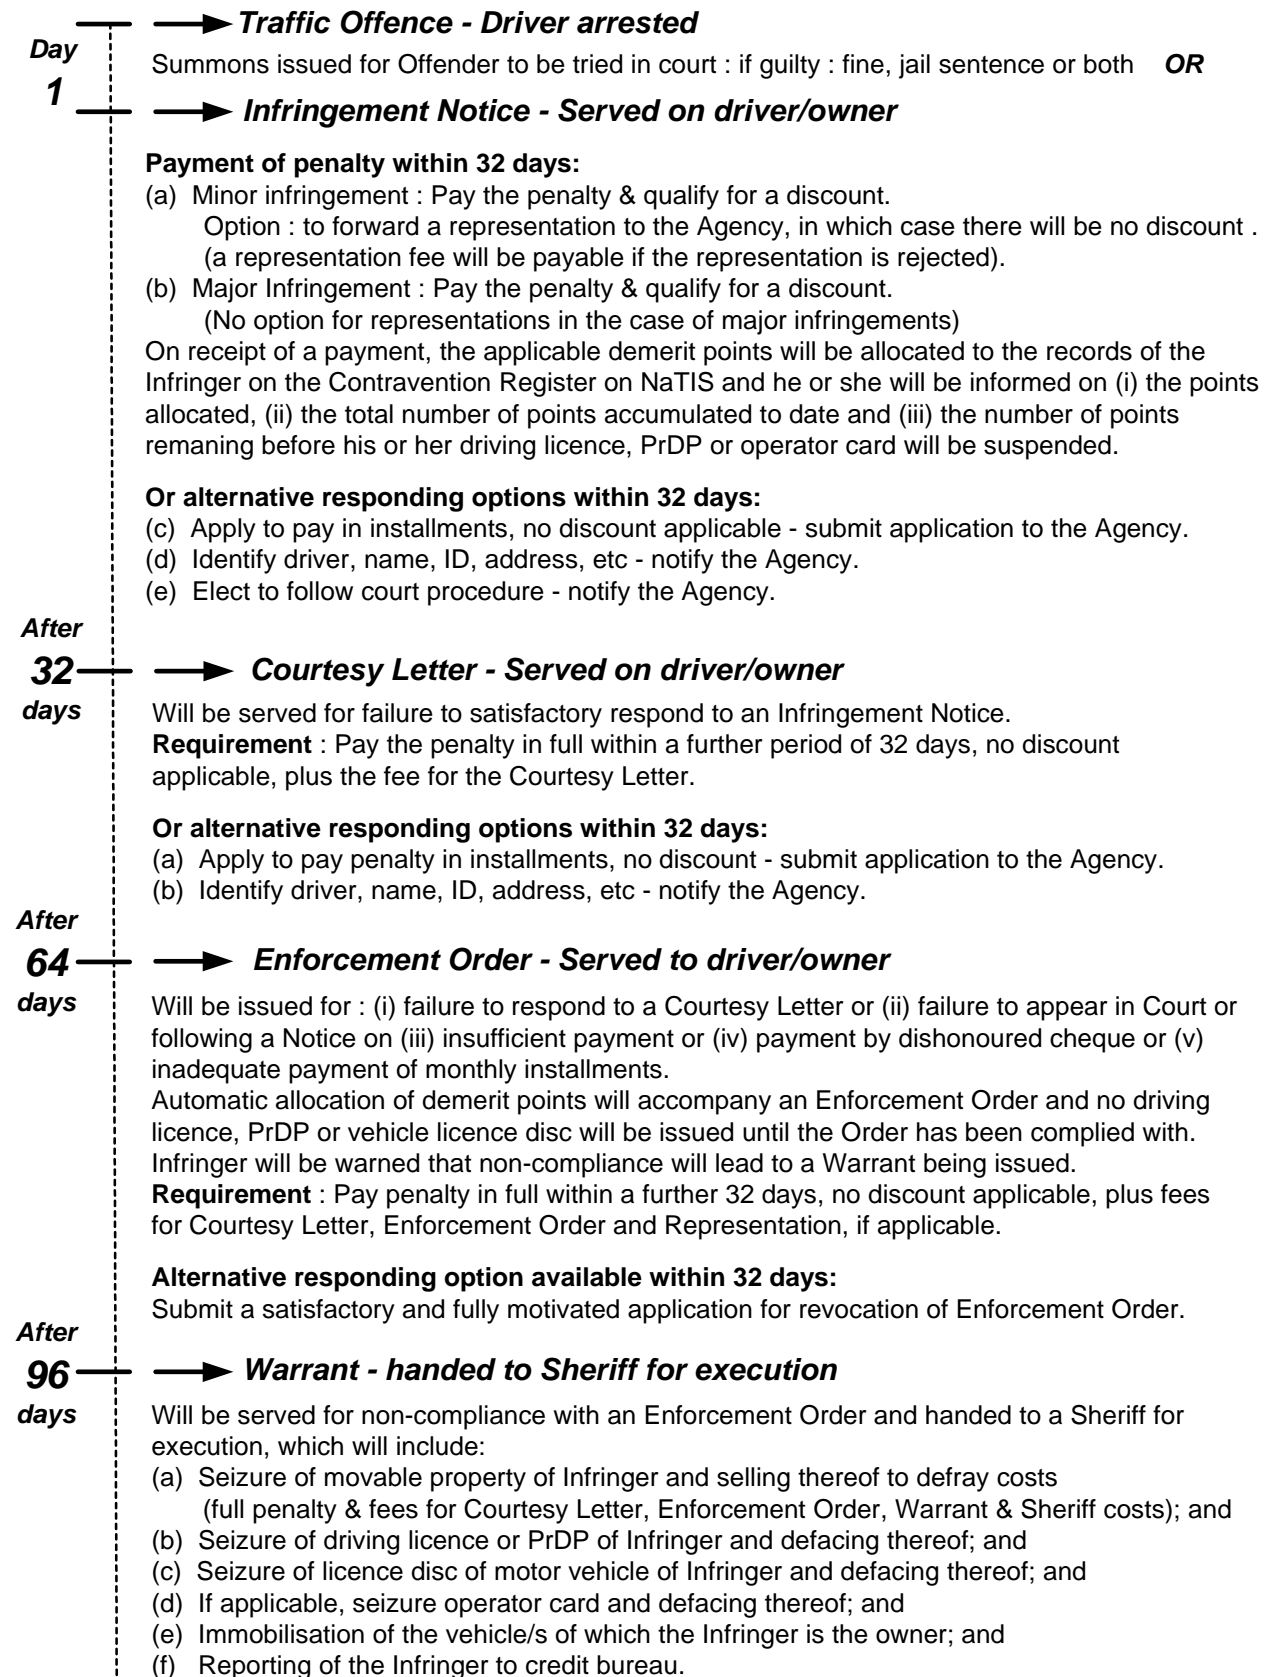 Traffic Offence - Driver arrested
Day
1
Summons issued for Offender to be tried in court : if guilty : fine, jail sentence or both OR
Infringement Notice - Served on driver/owner
Payment of penalty within 32 days:
(a) Minor infringement : Pay the penalty & qualify for a discount.
Option : to forward a representation to the Agency, in which case there will be no discount .
(a representation fee will be payable if the representation is rejected).
(b) Major Infringement : Pay the penalty & qualify for a discount.
(No option for representations in the case of major infringements)
On receipt of a payment, the applicable demerit points will be allocated to the records of the
Infringer on the Contravention Register on NaTIS and he or she will be informed on (i) the points
allocated, (ii) the total number of points accumulated to date and (iii) the number of points
remaning before his or her driving licence, PrDP or operator card will be suspended.
Or alternative responding options within 32 days:
(c) Apply to pay in installments, no discount applicable - submit application to the Agency.
(d) Identify driver, name, ID, address, etc - notify the Agency.
(e) Elect to follow court procedure - notify the Agency.
After
32
days
Courtesy Letter - Served on driver/owner
Will be served for failure to satisfactory respond to an Infringement Notice.
Requirement : Pay the penalty in full within a further period of 32 days, no discount
applicable, plus the fee for the Courtesy Letter.
Or alternative responding options within 32 days:
(a) Apply to pay penalty in installments, no discount - submit application to the Agency.
(b) Identify driver, name, ID, address, etc - notify the Agency.
After
64
days
Enforcement Order - Served to driver/owner
Will be issued for : (i) failure to respond to a Courtesy Letter or (ii) failure to appear in Court or
following a Notice on (iii) insufficient payment or (iv) payment by dishonoured cheque or (v)
inadequate payment of monthly installments.
Automatic allocation of demerit points will accompany an Enforcement Order and no driving
licence, PrDP or vehicle licence disc will be issued until the Order has been complied with.
Infringer will be warned that non-compliance will lead to a Warrant being issued.
Requirement : Pay penalty in full within a further 32 days, no discount applicable, plus fees
for Courtesy Letter, Enforcement Order and Representation, if applicable.
Alternative responding option available within 32 days:
Submit a satisfactory and fully motivated application for revocation of Enforcement Order.
After
96
days
Warrant - handed to Sheriff for execution
Will be served for non-compliance with an Enforcement Order and handed to a Sheriff for
execution, which will include:
(a) Seizure of movable property of Infringer and selling thereof to defray costs
(full penalty & fees for Courtesy Letter, Enforcement Order, Warrant & Sheriff costs); and
(b) Seizure of driving licence or PrDP of Infringer and defacing thereof; and
(c) Seizure of licence disc of motor vehicle of Infringer and defacing thereof; and
(d) If applicable, seizure operator card and defacing thereof; and
(e) Immobilisation of the vehicle/s of which the Infringer is the owner; and
(f) Reporting of the Infringer to credit bureau.